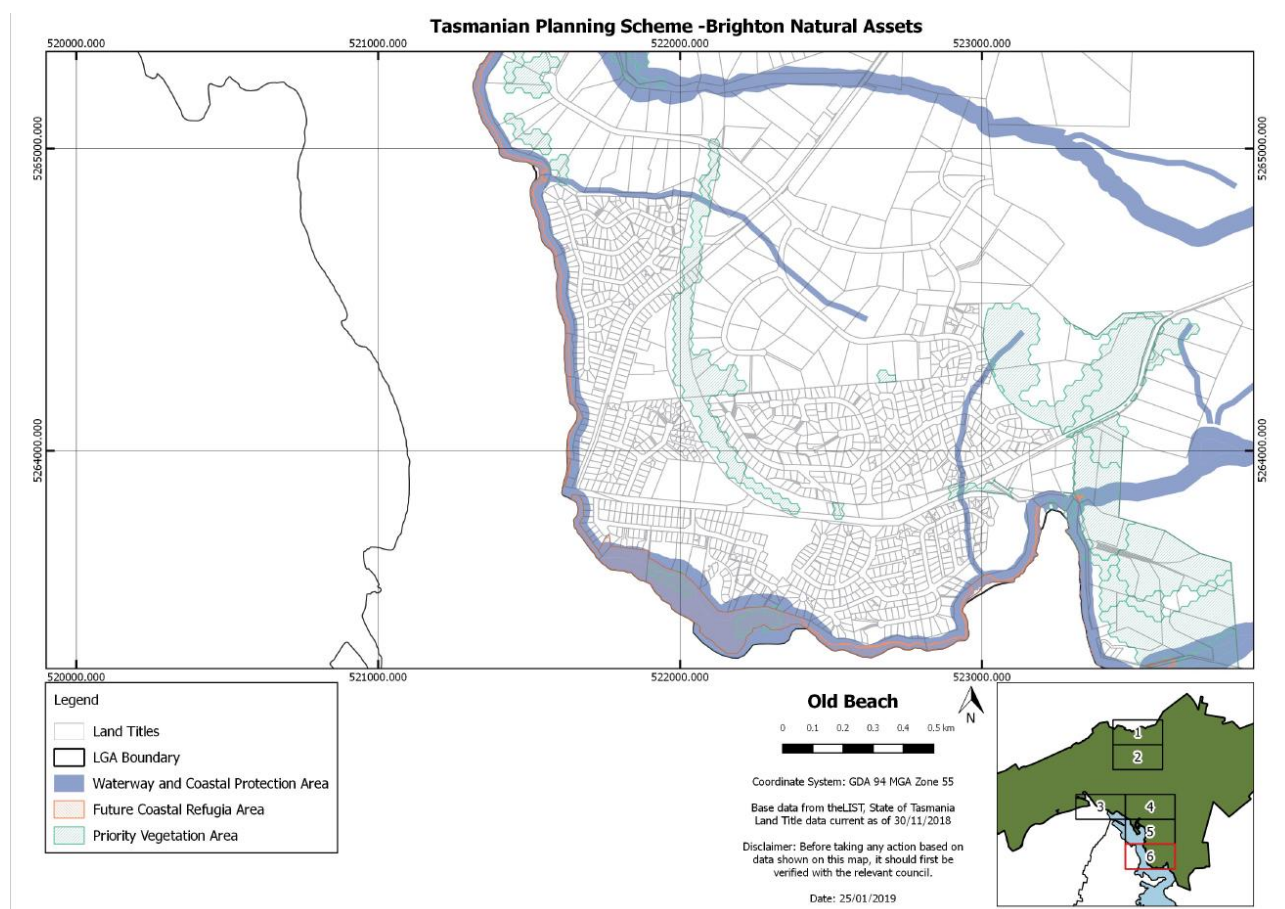 Tasmanian Planning Scheme -Brighton Natural Assets
520000.000
521000.000
522000.000
523000.000
5265000.000
5265000.000
5264000.000
5264000.000
520000.000
521000.000
522000.000
523000.000
Legend
Land Titles
LGA Boundary
Waterway and Coastal Protection Area
Future Coastal Refugia Area
Priority Vegetation Area
Old Beach
N
0 0.1 0.2 0.3 0.4 0.5 km
Coordinate System: GDA 94 MGA Zone 55
Base data from theLIST, State of Tasmania
Land Title data current as of 30/11/2018
Disclaimer: Before taking any action based on
data shown on this map, it should first be
verified with the relevant council.
Date: 25/01/2019
1
2
3
4
5
6